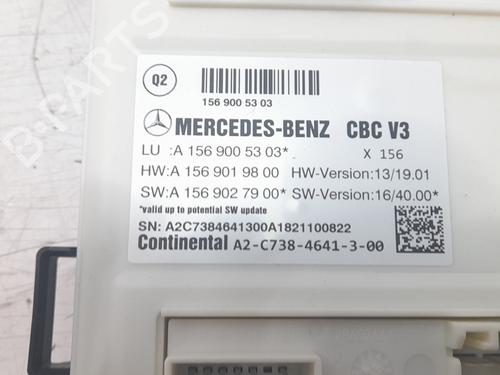 Q2
156 900 53 03
MERCEDES-BENZ CBC V3
LU :A 156 900 53 03* X 156
HW:A 156 901 98 00 HW-Version:13/19.01
SW:A 156 902 79 00* SW-Version:16/40.00*
*valid up to potential SW update
SN: A2C7384641300A1821100822
Continental A2-C738-4641-3-00
B-PARTS